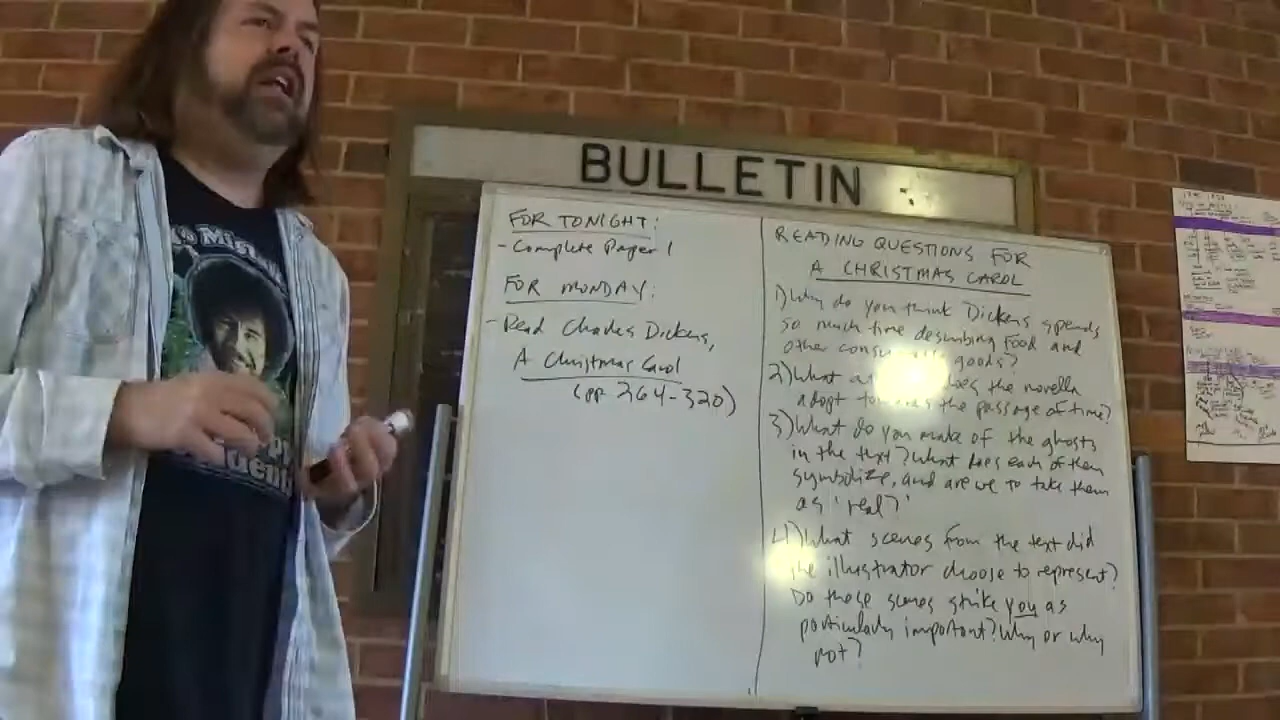 BULLETIN
FOR TONIGHT:
- Complete Paper 1
FOR MONDAY:
- Read Charles Dickens,
A Christmas Carol
(pp 264-320)
READING QUESTIONS FOR
A CHRISTMAS CAROL
1) Why do you think Dickens spends
so much time describing food and
other goods?
2) What does the novella
adopt the passage of time?
3) What do you make of the ghosts
in the text? What does each of them
symbolize, and are we to take them
as 'real?'
4) What scenes from the text did
the illustrator choose to represent?
Do these scenes strike you as
particularly important? Why or why
not?